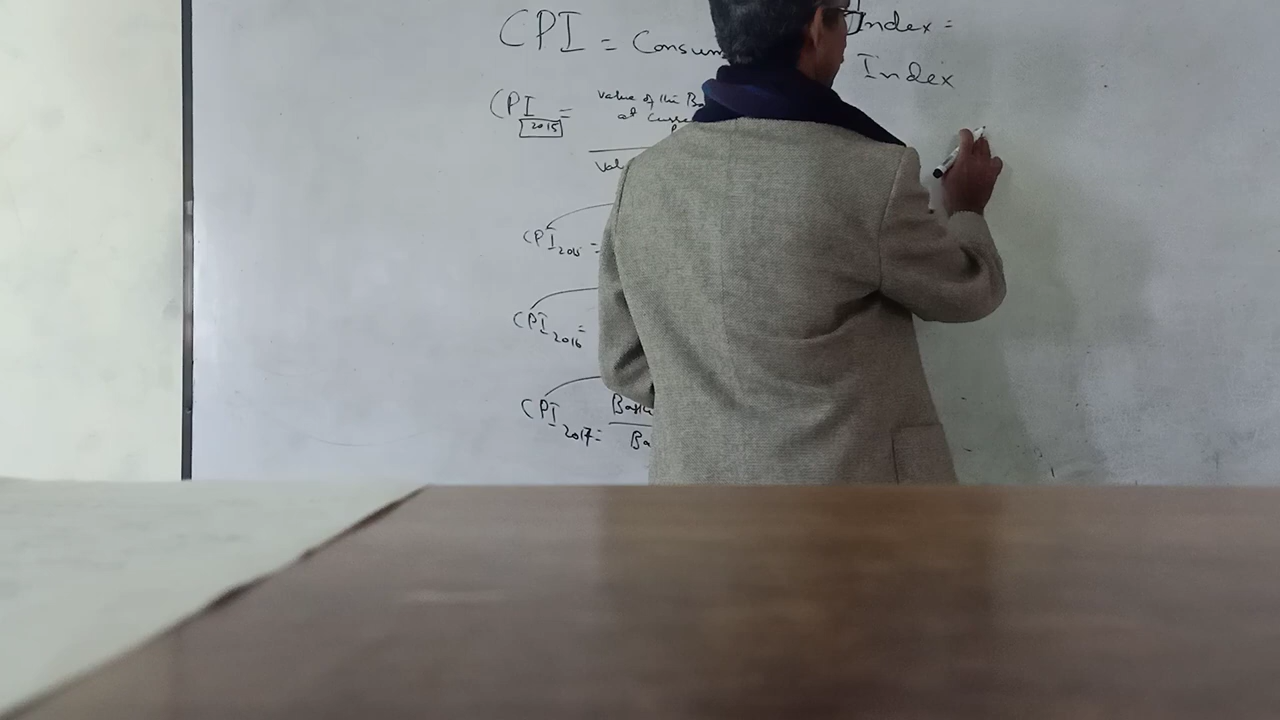 CPI = Consum Index =
Index
CPI 2015 = Value of the Ba
at Curre
Val
CPI 2015 =
CPI 2016 =
CPI 2017 = Bask
Ba